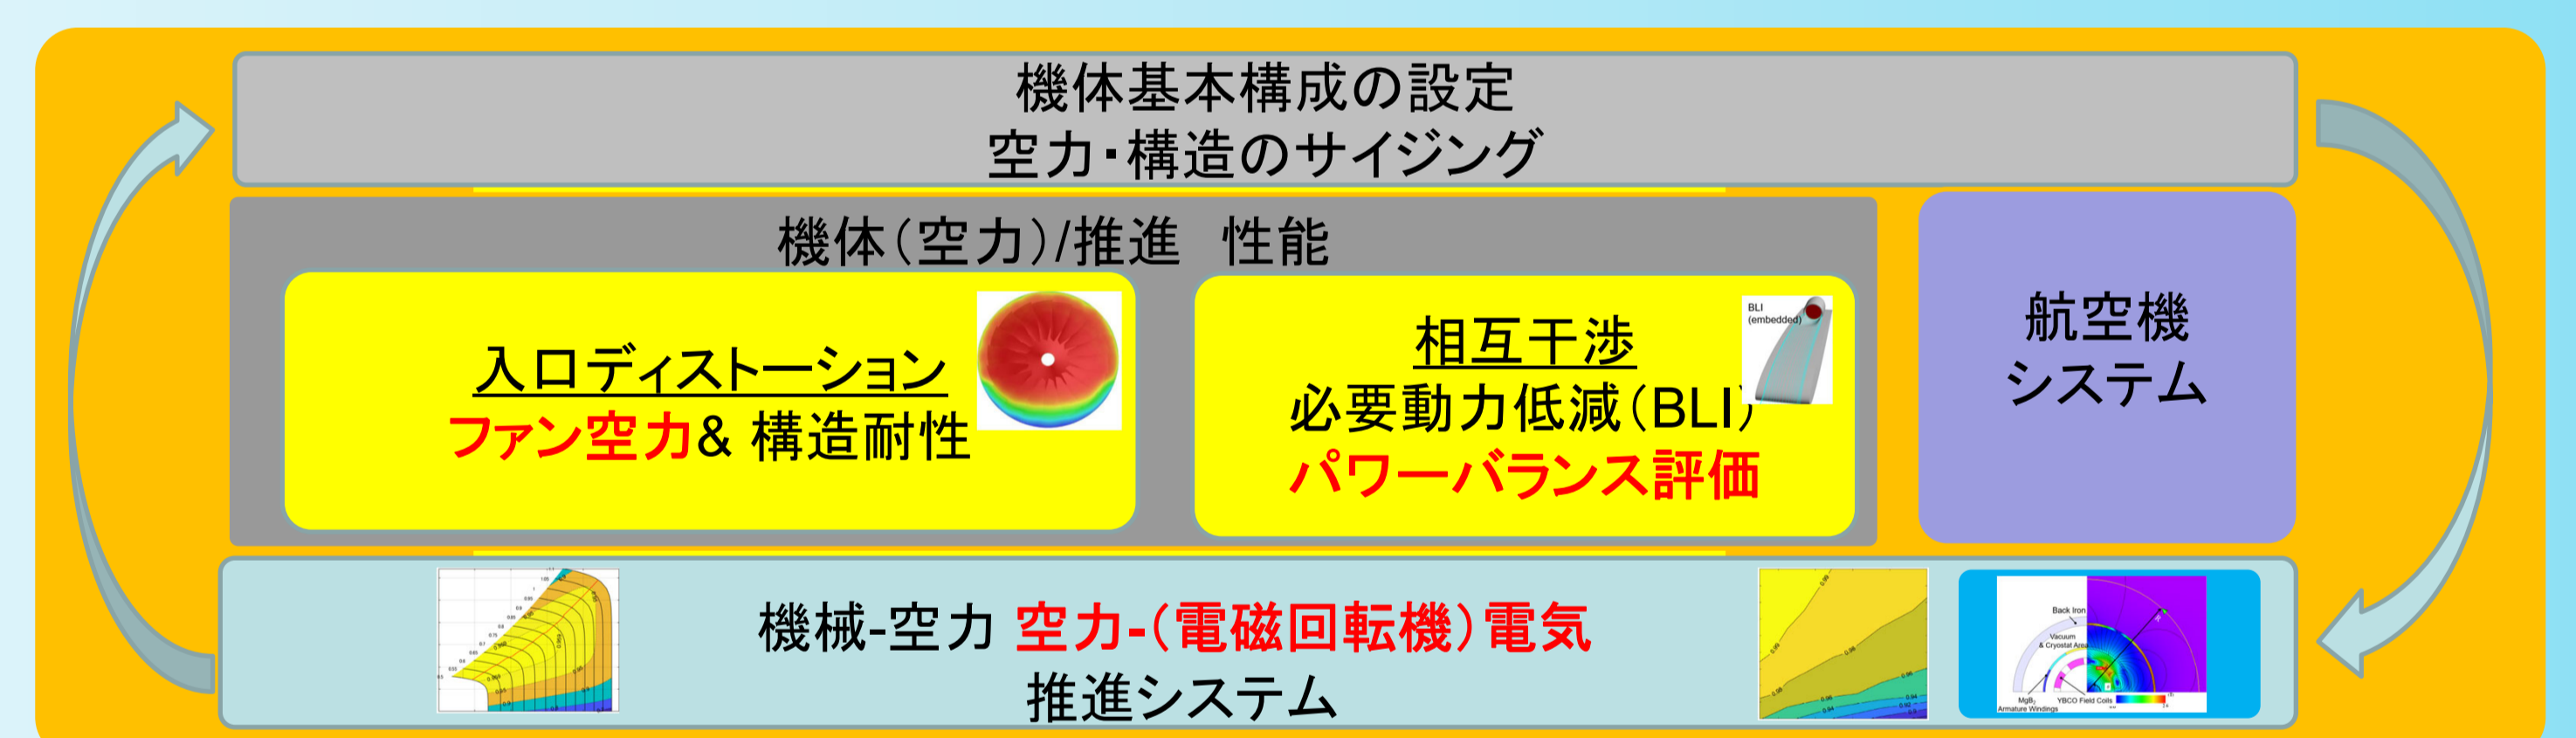 機体基本構成の設定
空力・構造のサイジング
機体(空力)/推進　性能
入口ディストーション
ファン空力& 構造耐性
BLI
(embedded)
相互干渉
必要動力低減(BLI)
パワーバランス評価
航空機
システム
機械-空力 空力-(電磁回転機)電気
推進システム
Back Iron
Vacuum
& Cryostat Area
MgB₂
Armature Windings
YBCO Field Coils